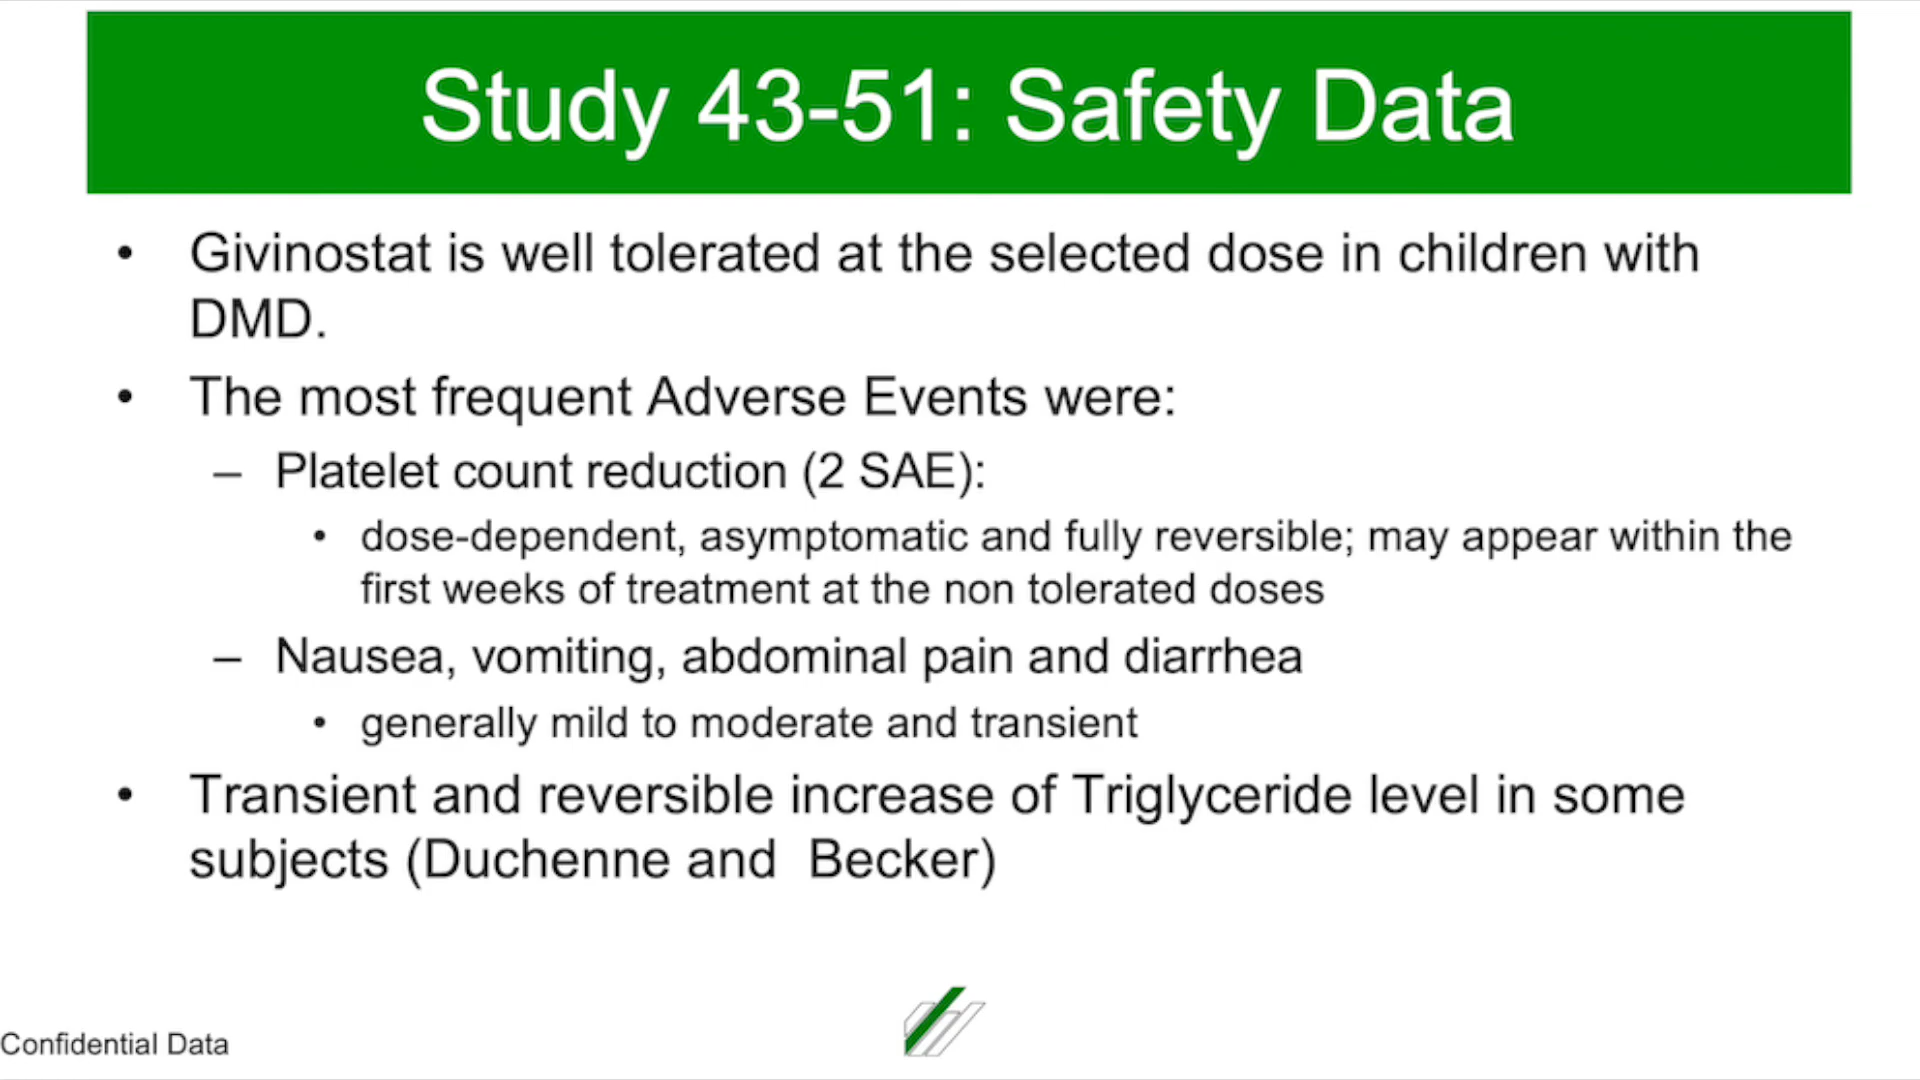 Study 43-51: Safety Data
• Givinostat is well tolerated at the selected dose in children with
DMD.
• The most frequent Adverse Events were:
– Platelet count reduction (2 SAE):
• dose-dependent, asymptomatic and fully reversible; may appear within the
first weeks of treatment at the non tolerated doses
– Nausea, vomiting, abdominal pain and diarrhea
• generally mild to moderate and transient
• Transient and reversible increase of Triglyceride level in some
subjects (Duchenne and  Becker)
Confidential Data